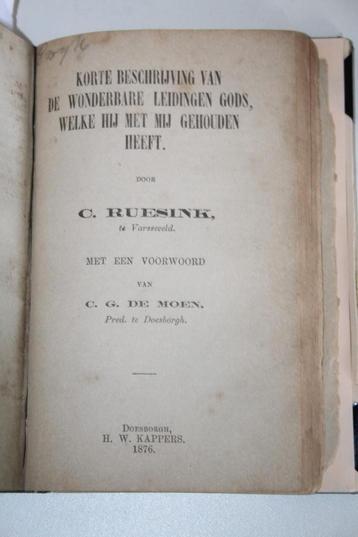 KORTE BESCHRIJVING VAN
DE WONDERBARE LEIDINGEN GODS,
WELKE HIJ MET MIJ GEHOUDEN
HEEFT.
DOOR
C. RUESINK,
te Varsseveld.
MET EEN VOORWOORD
VAN
C. G. DE MOEN,
Pred. te Doesborgh.
DOESBORGH,
H. W. KAPPERS.
1876.